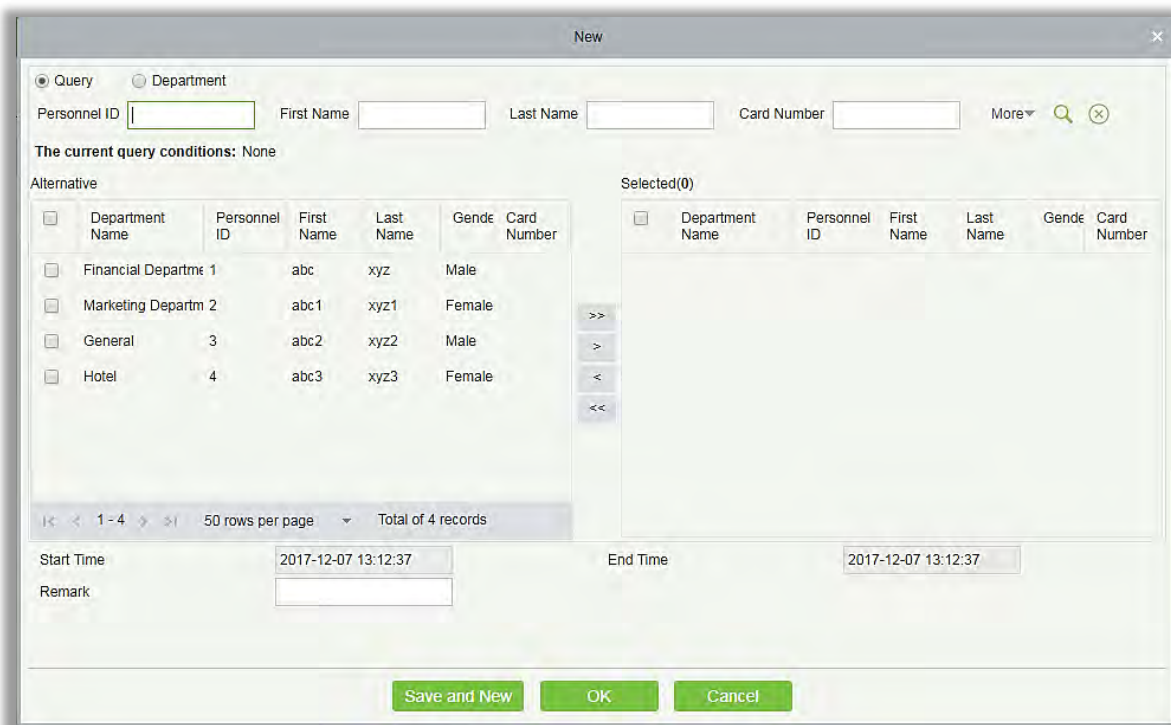 New
Query Department
Personnel ID First Name Last Name Card Number More
The current query conditions: None
Alternative Selected(0)
Department Name Personnel ID First Name Last Name Gende Card Number Department Name Personnel ID First Name Last Name Gende Card Number
Financial Departme 1 abc xyz Male
Marketing Departm 2 abc1 xyz1 Female
>>
General 3 abc2 xyz2 Male
>
Hotel 4 abc3 xyz3 Female
<
<<
1 - 4 50 rows per page Total of 4 records
Start Time 2017-12-07 13:12:37 End Time 2017-12-07 13:12:37
Remark
Save and New OK Cancel